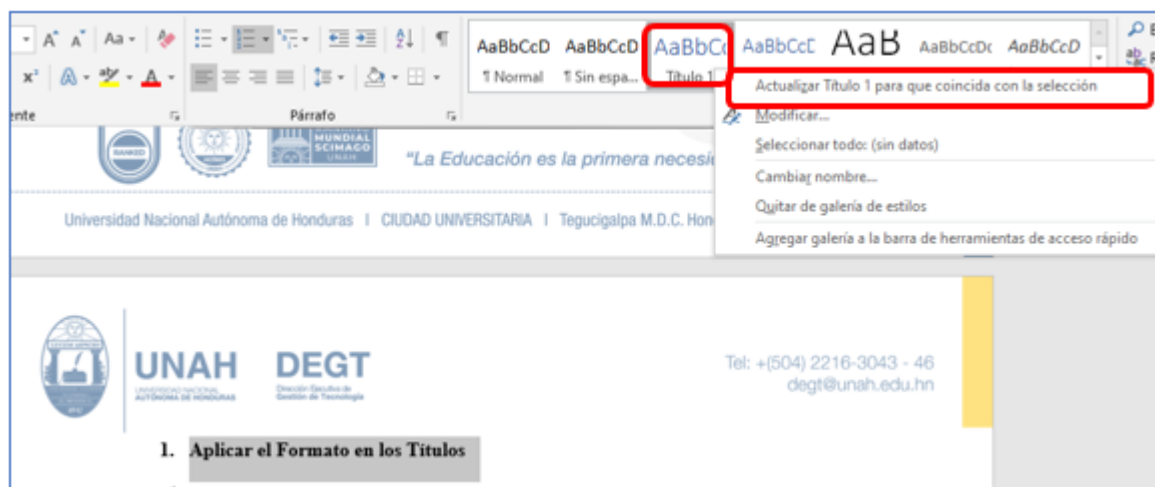 Aa
AaBbCcD AaBbCcD AaBbCc AaBbCcE AaB AaBbCcDc AaBbCcD
¶ Normal ¶ Sin espa... Título 1
Párrafo
Actualizar Título 1 para que coincida con la selección
Modificar...
Seleccionar todo: (sin datos)
Cambiar nombre...
Quitar de galería de estilos
Agregar galería a la barra de herramientas de acceso rápido
RANKED
MUNDIAL
SCIMAGO
UNAH
"La Educación es la primera neces
Universidad Nacional Autónoma de Honduras I CIUDAD UNIVERSITARIA I Tegucigalpa M.D.C. Hon
UNAH
UNIVERSIDAD NACIONAL
AUTÓNOMA DE HONDURAS
DEGT
Dirección Ejecutiva de
Gestión de Tecnología
Tel: +(504) 2216-3043 - 46
degt@unah.edu.hn
1. Aplicar el Formato en los Títulos